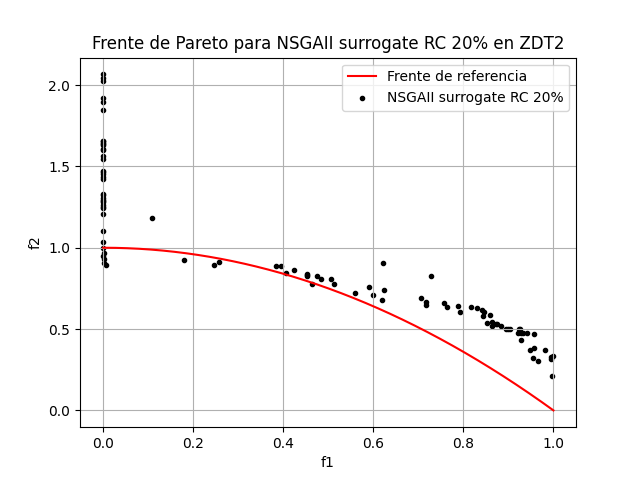 Frente de Pareto para NSGAII surrogate RC 20% en ZDT2
Frente de referencia
NSGAII surrogate RC 20%
2.0
1.5
1.0
0.5
0.0
f2
0.0 0.2 0.4 0.6 0.8 1.0
f1